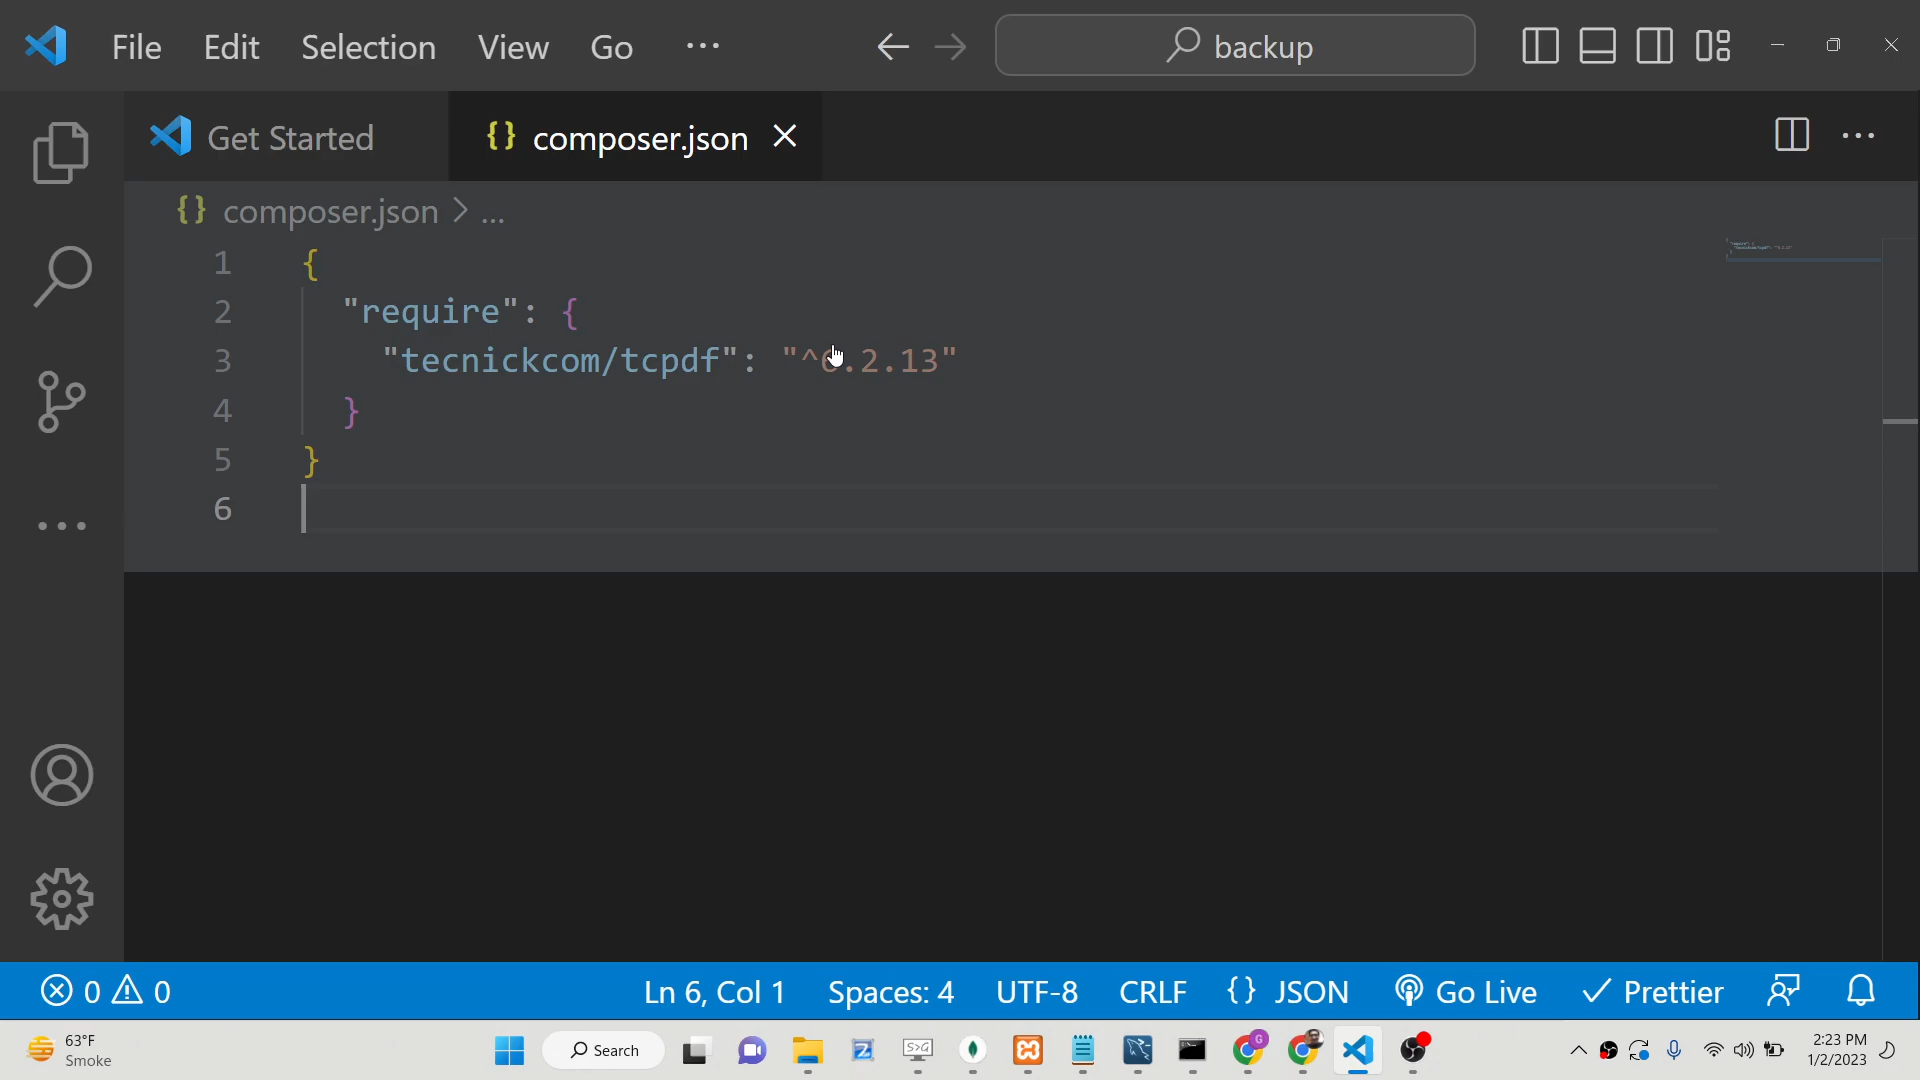 File Edit Selection View Go ··· backup
Get Started composer.json
composer.json > ...
1 {
2 "require": {
3 "tecnickcom/tcpdf": "^6.2.13"
4 }
5 }
6
0 0 Ln 6, Col 1 Spaces: 4 UTF-8 CRLF {} JSON Go Live Prettier
63°F
Smoke
Search
2:23 PM
1/2/2023